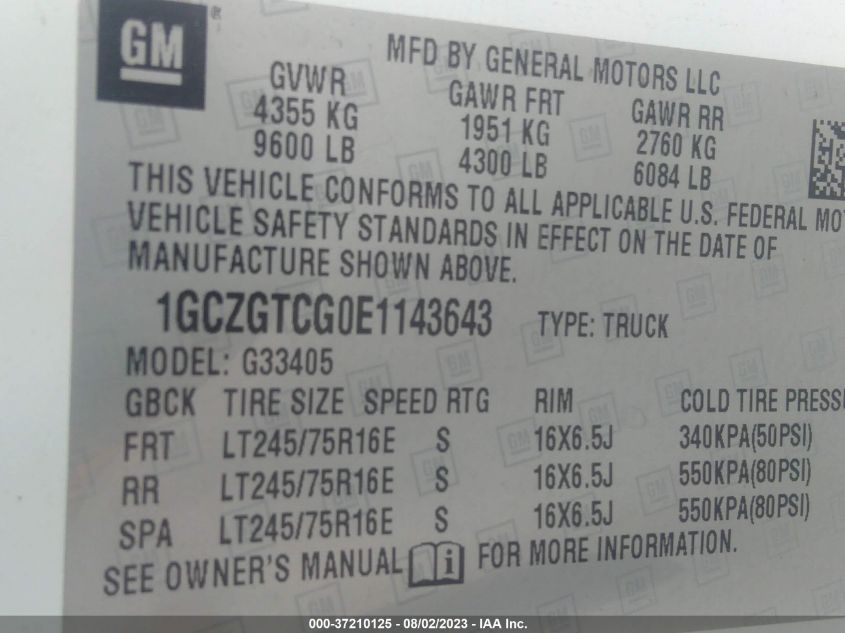 GM®
MFD BY GENERAL MOTORS LLC
GVWR GAWR FRT GAWR RR
4355 KG 1951 KG 2760 KG
9600 LB 4300 LB 6084 LB
THIS VEHICLE CONFORMS TO ALL APPLICABLE U.S. FEDERAL MO
VEHICLE SAFETY STANDARDS IN EFFECT ON THE DATE OF
MANUFACTURE SHOWN ABOVE.
1GCZGTCG0E1143643 TYPE: TRUCK
MODEL: G33405
GBCK TIRE SIZE SPEED RTG RIM COLD TIRE PRESS
FRT LT245/75R16E S 16X6.5J 340KPA(50PSI)
RR LT245/75R16E S 16X6.5J 550KPA(80PSI)
SPA LT245/75R16E S 16X6.5J 550KPA(80PSI)
SEE OWNER'S MANUAL i FOR MORE INFORMATION.
000-37210125 - 08/02/2023 - IAA Inc.